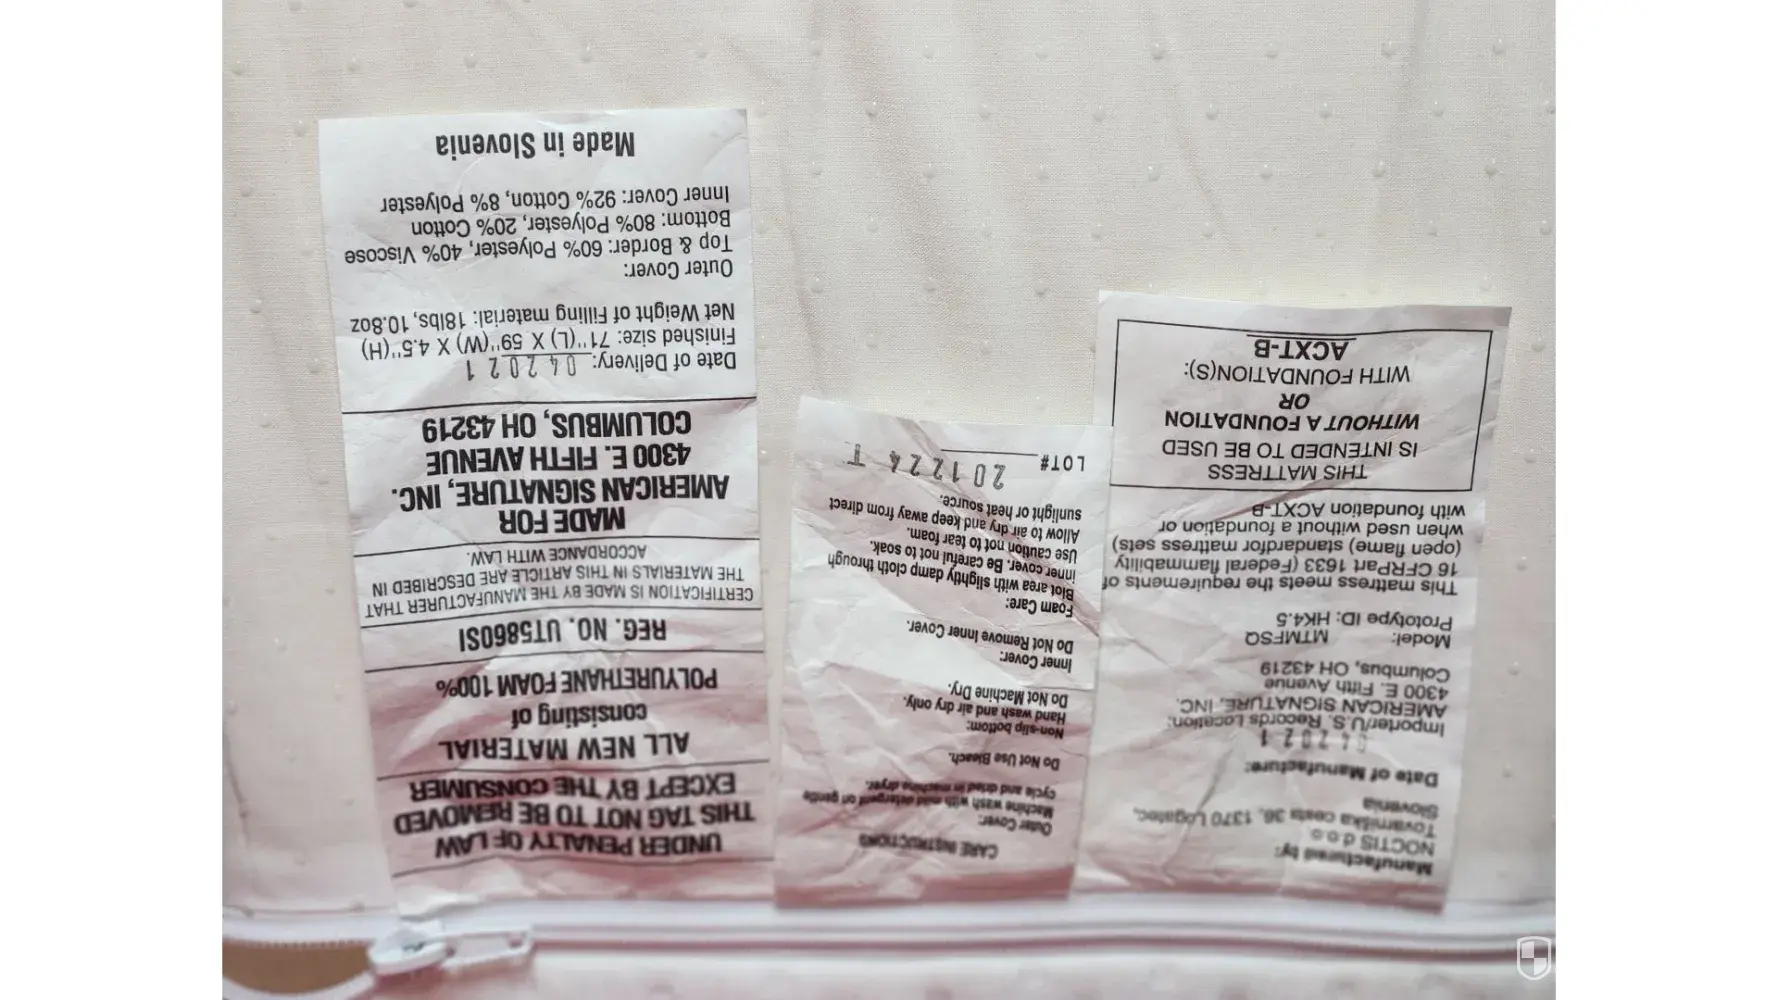 UNDER PENALTY OF LAW
THIS TAG NOT TO BE REMOVED
EXCEPT BY THE CONSUMER
ALL NEW MATERIAL
consisting of
POLYURETHANE FOAM 100%
REG. NO. UT5860SI
CERTIFICATION IS MADE BY THE MANUFACTURER THAT
THE MATERIALS IN THIS ARTICLE ARE DESCRIBED IN
ACCORDANCE WITH LAW.
MADE FOR
AMERICAN SIGNATURE, INC.
4300 E. FIFTH AVENUE
COLUMBUS, OH 43219
Date of Delivery: 042021
Finished size: 71"(L) X 59"(W) X 4.5"(H)
Net Weight of Filling material: 18lbs, 10.8oz
Outer Cover:
Top & Border: 60% Polyester, 40% Viscose
Bottom: 80% Polyester, 20% Cotton
Inner Cover: 92% Cotton, 8% Polyester
Made in Slovenia
CARE INSTRUCTIONS
Outer Cover:
Machine wash with mild detergent on gentle
cycle and dried in machine dryer.
Do Not Use Bleach.
Non-slip bottom:
Hand wash and air dry only.
Do Not Machine Dry.
Inner Cover:
Do Not Remove Inner Cover.
Foam Care:
Blot area with slightly damp cloth through
inner cover. Be careful not to soak.
Use caution not to tear foam.
Allow to air dry and keep away from direct
sunlight or heat source.
LOT# 201224 T
Manufactured by:
NOCTIS d.o.o.
Tovarniška cesta 36, 1370 Logatec,
Slovenia
Date of Manufacture:
042021
Importer/U.S. Records Location:
AMERICAN SIGNATURE, INC.
4300 E. Fifth Avenue
Columbus, OH 43219
Model: MTMFSQ
Prototype ID: HK4.5
This mattress meets the requirements of
16 CFRPart 1633 (Federal flammability
(open flame) standardfor mattress sets)
when used without a foundation or
with foundation ACXT-B
THIS MATTRESS
IS INTENDED TO BE USED
WITHOUT A FOUNDATION
OR
WITH FOUNDATION(S):
ACXT-B